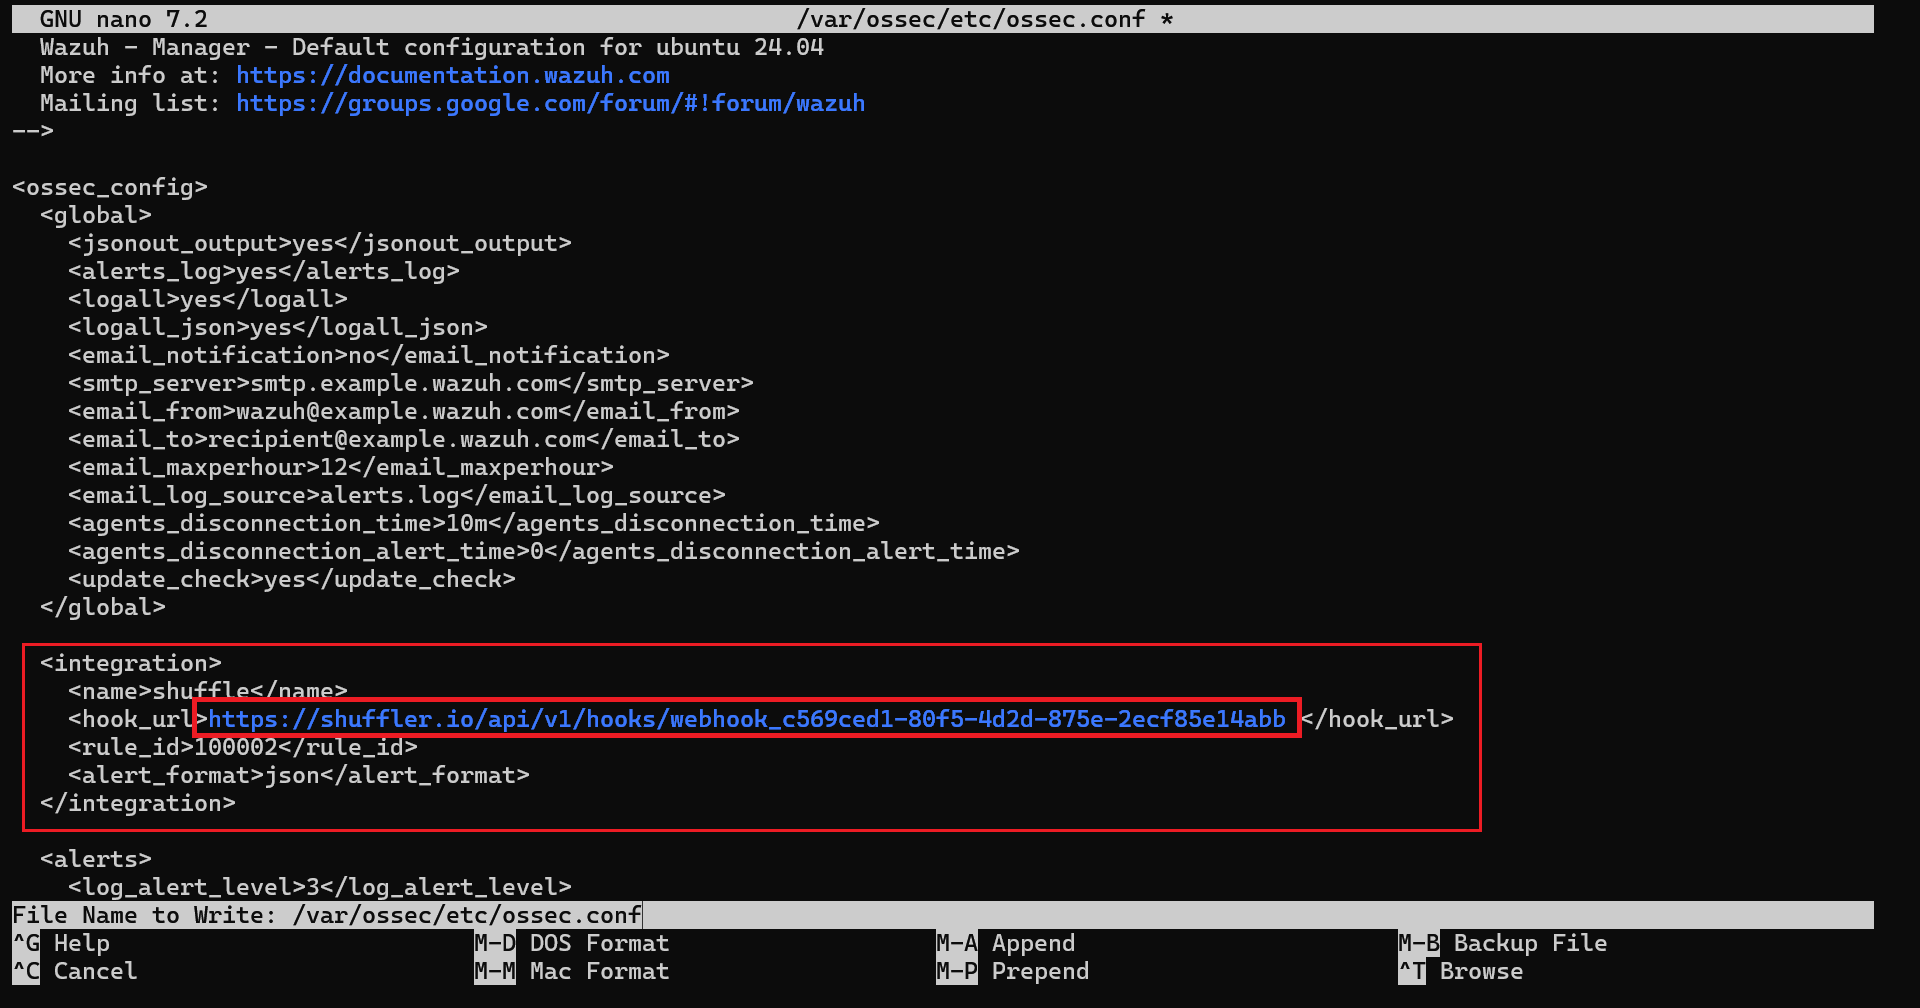 GNU nano 7.2 /var/ossec/etc/ossec.conf *
Wazuh - Manager - Default configuration for ubuntu 24.04
More info at: https://documentation.wazuh.com
Mailing list: https://groups.google.com/forum/#!forum/wazuh
-->
<ossec_config>
<global>
<jsonout_output>yes</jsonout_output>
<alerts_log>yes</alerts_log>
<logall>yes</logall>
<logall_json>yes</logall_json>
<email_notification>no</email_notification>
<smtp_server>smtp.example.wazuh.com</smtp_server>
<email_from>wazuh@example.wazuh.com</email_from>
<email_to>recipient@example.wazuh.com</email_to>
<email_maxperhour>12</email_maxperhour>
<email_log_source>alerts.log</email_log_source>
<agents_disconnection_time>10m</agents_disconnection_time>
<agents_disconnection_alert_time>0</agents_disconnection_alert_time>
<update_check>yes</update_check>
</global>
<integration>
<name>shuffle</name>
<hook_url>https://shuffler.io/api/v1/hooks/webhook_c569ced1-80f5-4d2d-875e-2ecf85e14abb </hook_url>
<rule_id>100002</rule_id>
<alert_format>json</alert_format>
</integration>
<alerts>
<log_alert_level>3</log_alert_level>
File Name to Write: /var/ossec/etc/ossec.conf
^G Help M-D DOS Format M-A Append M-B Backup File
^C Cancel M-M Mac Format M-P Prepend ^T Browse